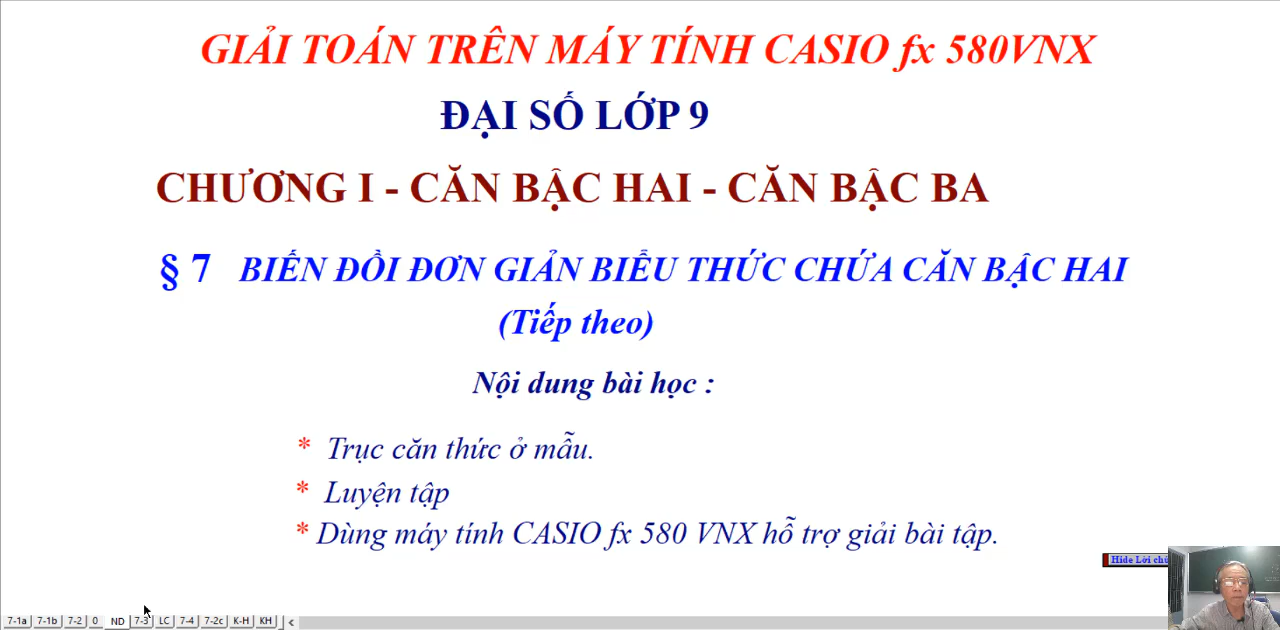 GIẢI TOÁN TRÊN MÁY TÍNH CASIO fx 580VNX
ĐẠI SỐ LỚP 9
CHƯƠNG I - CĂN BẬC HAI - CĂN BẬC BA
§ 7 BIẾN ĐỒI ĐƠN GIẢN BIỂU THỨC CHỨA CĂN BẬC HAI
(Tiếp theo)
Nội dung bài học :
* Trục căn thức ở mẫu.
* Luyện tập
* Dùng máy tính CASIO fx 580 VNX hỗ trợ giải bài tập.
Hide Lời
7-1a 7-1b 7-2 0 ND 7-3 LC 7-4 7-2c K-H KH <